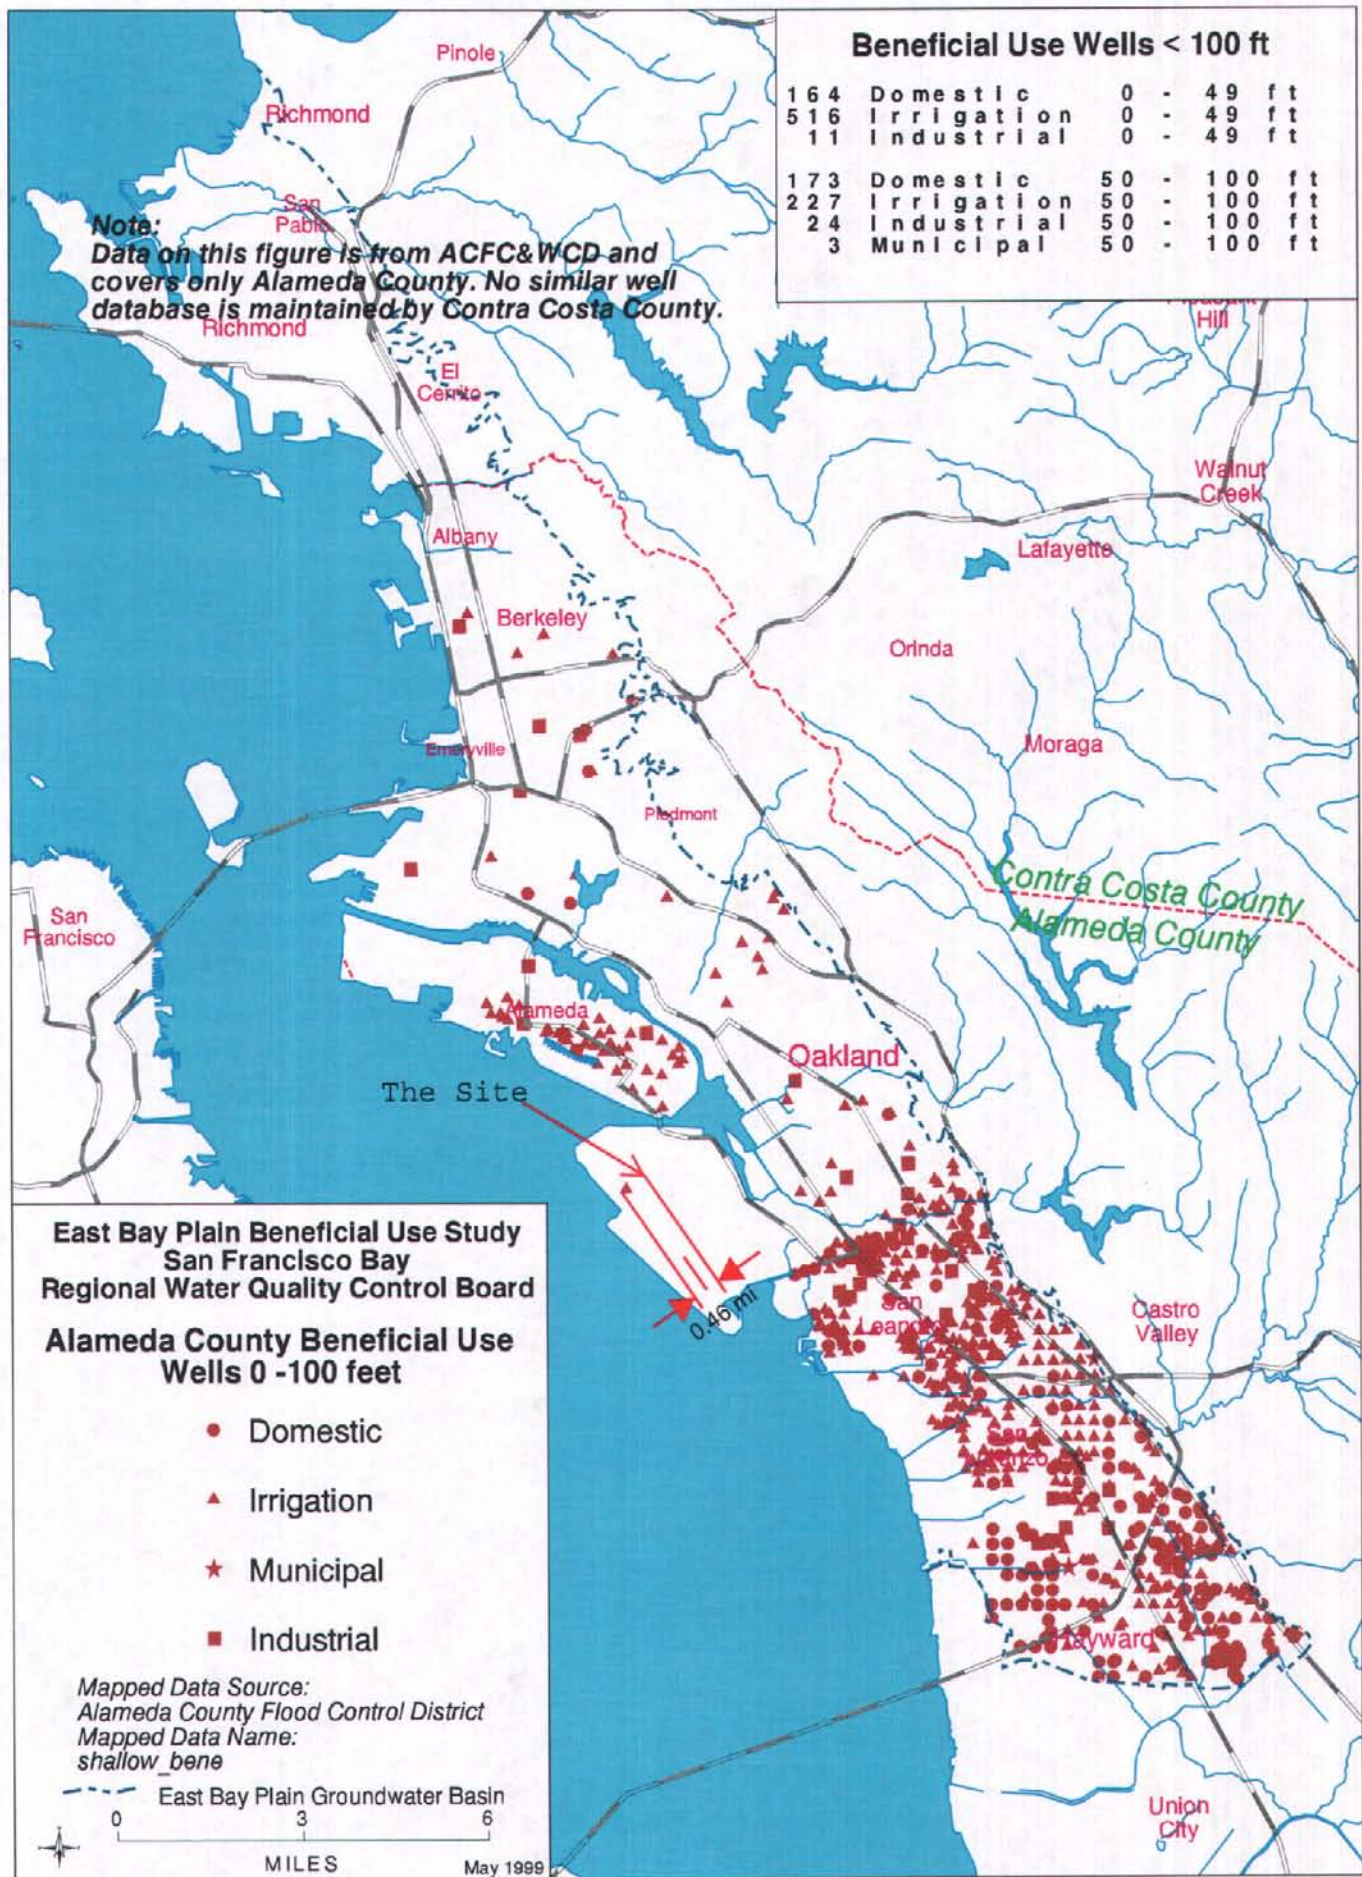 Beneficial Use Wells < 100 ft
164 Domestic 0 - 49 ft
516 Irrigation 0 - 49 ft
11 Industrial 0 - 49 ft
173 Domestic 50 - 100 ft
227 Irrigation 50 - 100 ft
24 Industrial 50 - 100 ft
3 Municipal 50 - 100 ft
Pinole
Richmond
San
Pablo
Note:
Data on this figure is from ACFC&WCD and
covers only Alameda County. No similar well
database is maintained by Contra Costa County.
Richmond
Hill
El
Cerrito
Walnut
Creek
Albany
Lafayette
Berkeley
Orinda
Moraga
Emeryville
Piedmont
Contra Costa County
Alameda County
San
Francisco
Alameda
Oakland
The Site
0.46 mi
San
Leandro
Castro
Valley
San
Hayward
Union
City
East Bay Plain Beneficial Use Study
San Francisco Bay
Regional Water Quality Control Board
Alameda County Beneficial Use
Wells 0 -100 feet
Domestic
Irrigation
Municipal
Industrial
Mapped Data Source:
Alameda County Flood Control District
Mapped Data Name:
shallow_bene
East Bay Plain Groundwater Basin
0 3 6
MILES
May 1999